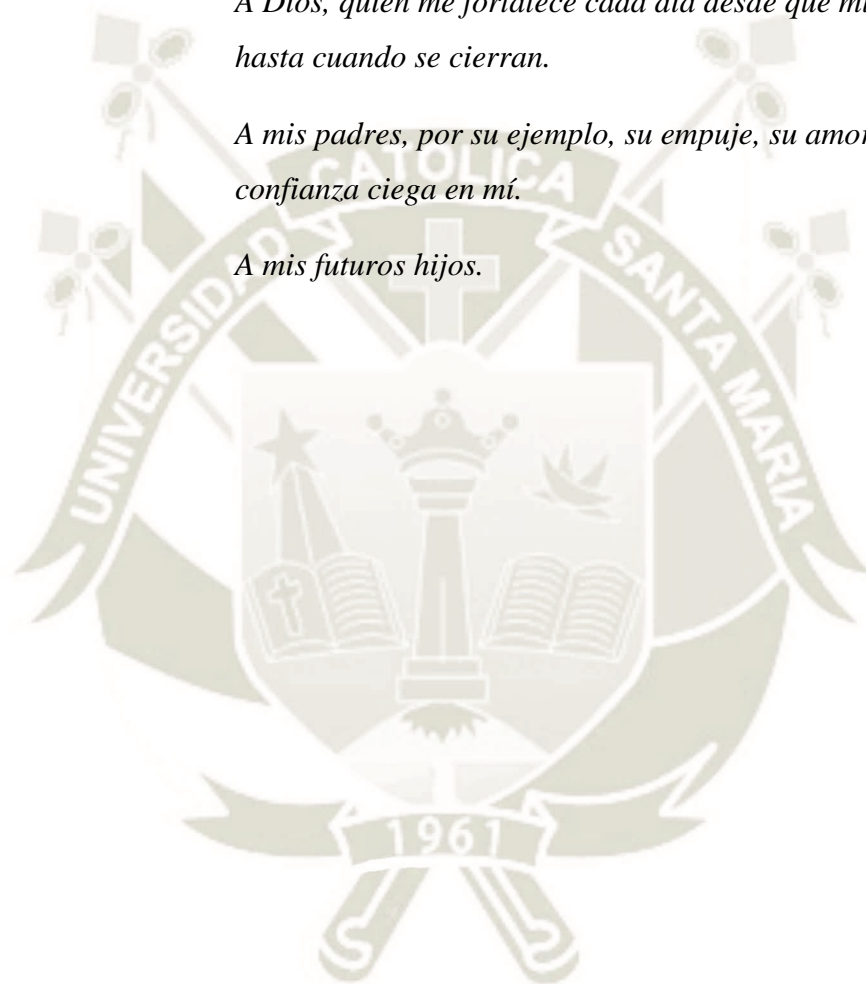 A Dios, quien me fortalece cada día desde que mi
hasta cuando se cierran.
A mis padres, por su ejemplo, su empuje, su amor
confianza ciega en mí.
A mis futuros hijos.
UNIVERSIDAD CATOLICA SANTA MARIA
1961